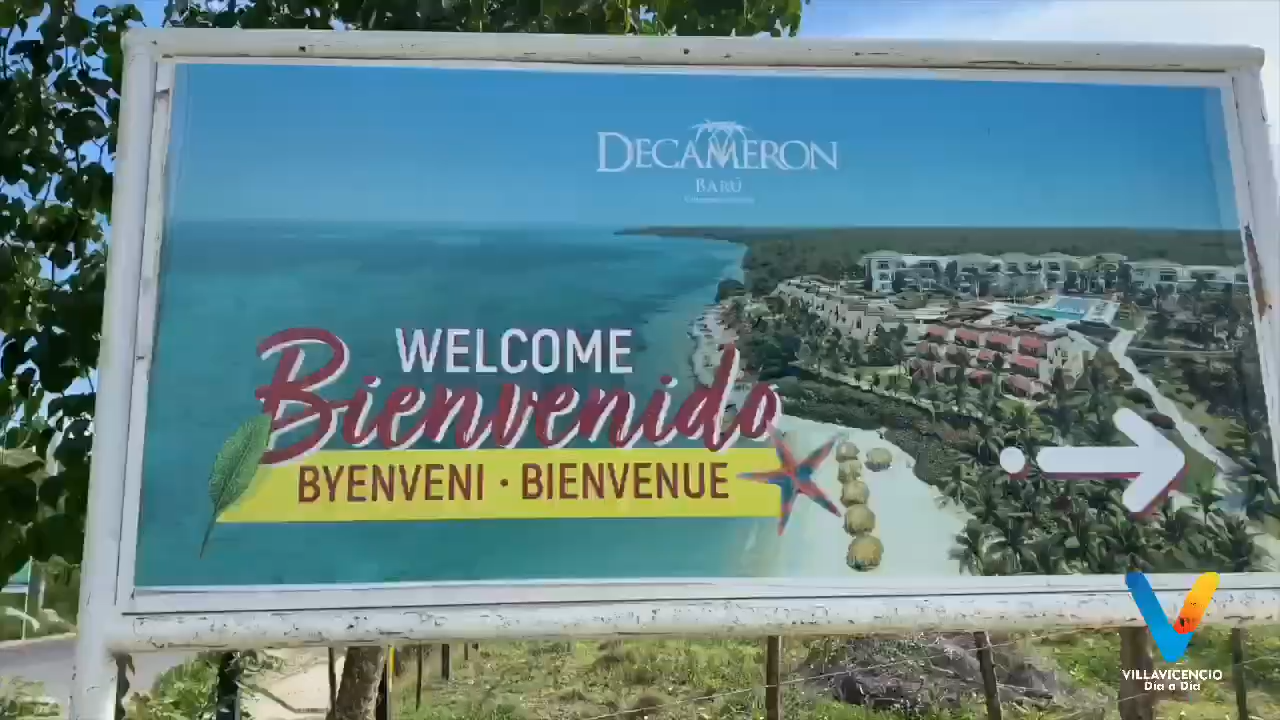 DECAMERON
BARÚ
WELCOME
Bienvenido
BYENVENI · BIENVENUE
VILLAVICENCIO
Día a Día